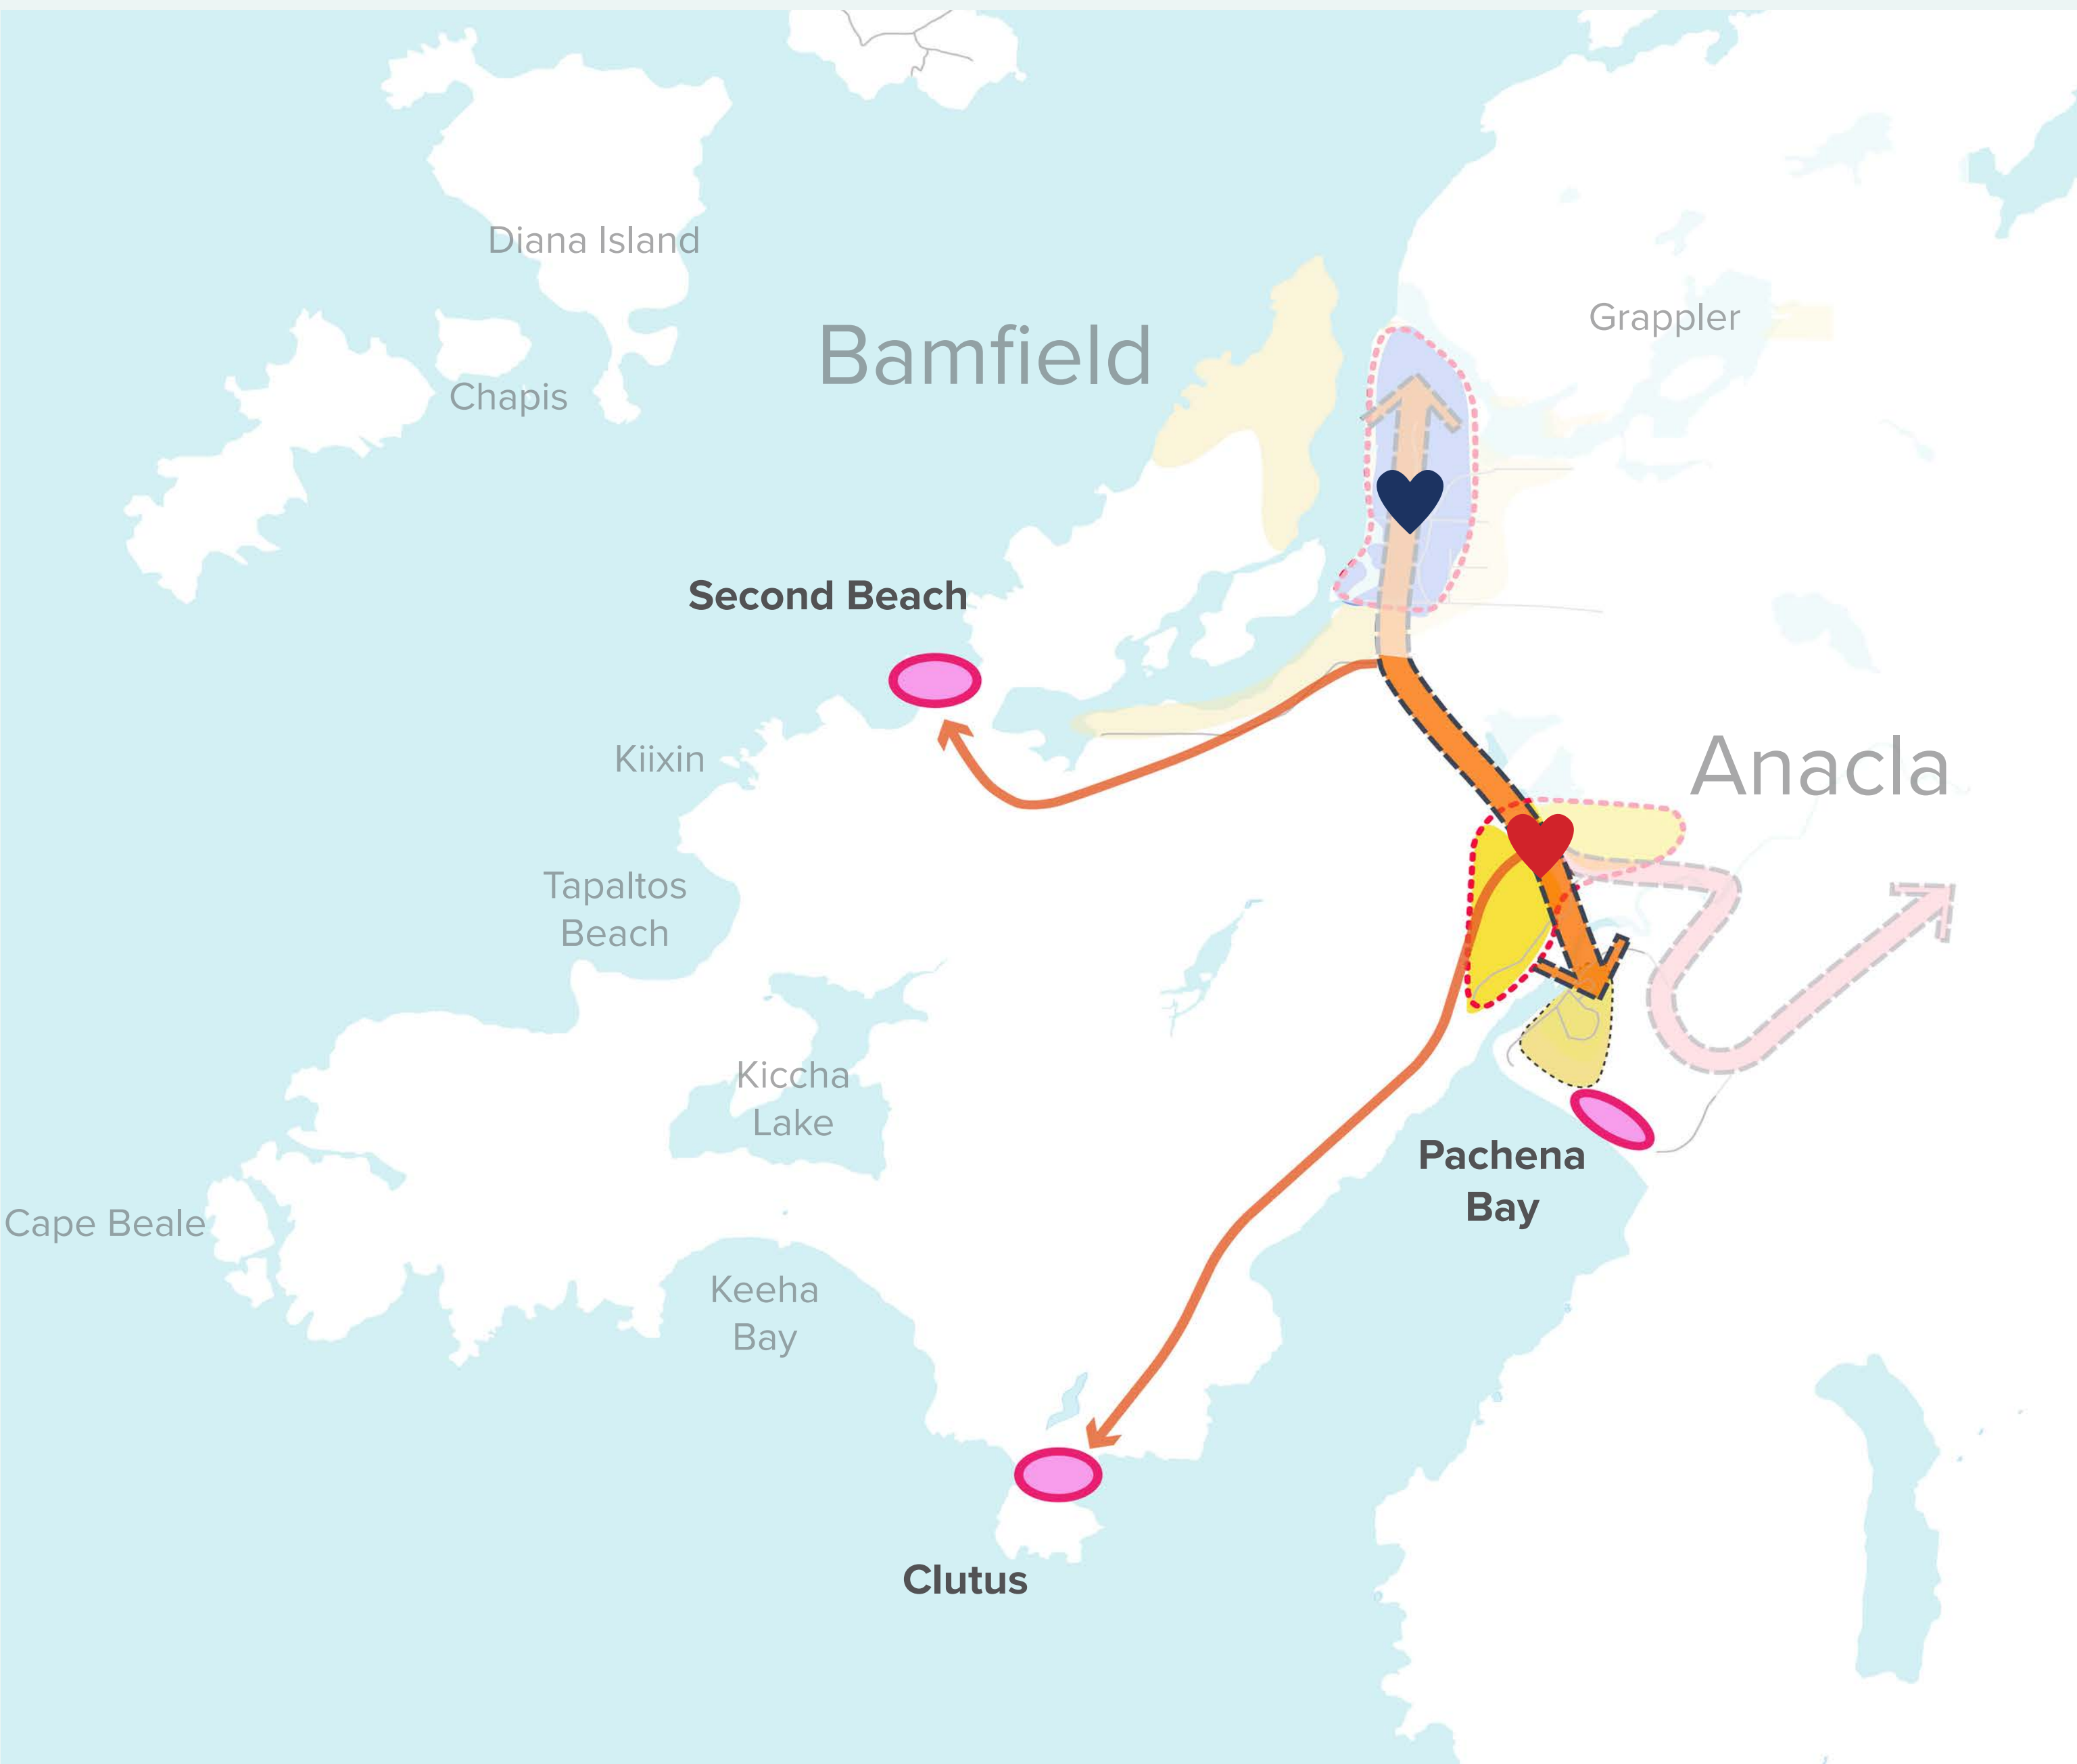 Diana Island
Grappler
Bamfield
Chapis
Second Beach
Kiixin
Anacla
Tapaltos
Beach
Kiccha
Lake
Pachena
Bay
Cape Beale
Keeha
Bay
Clutus